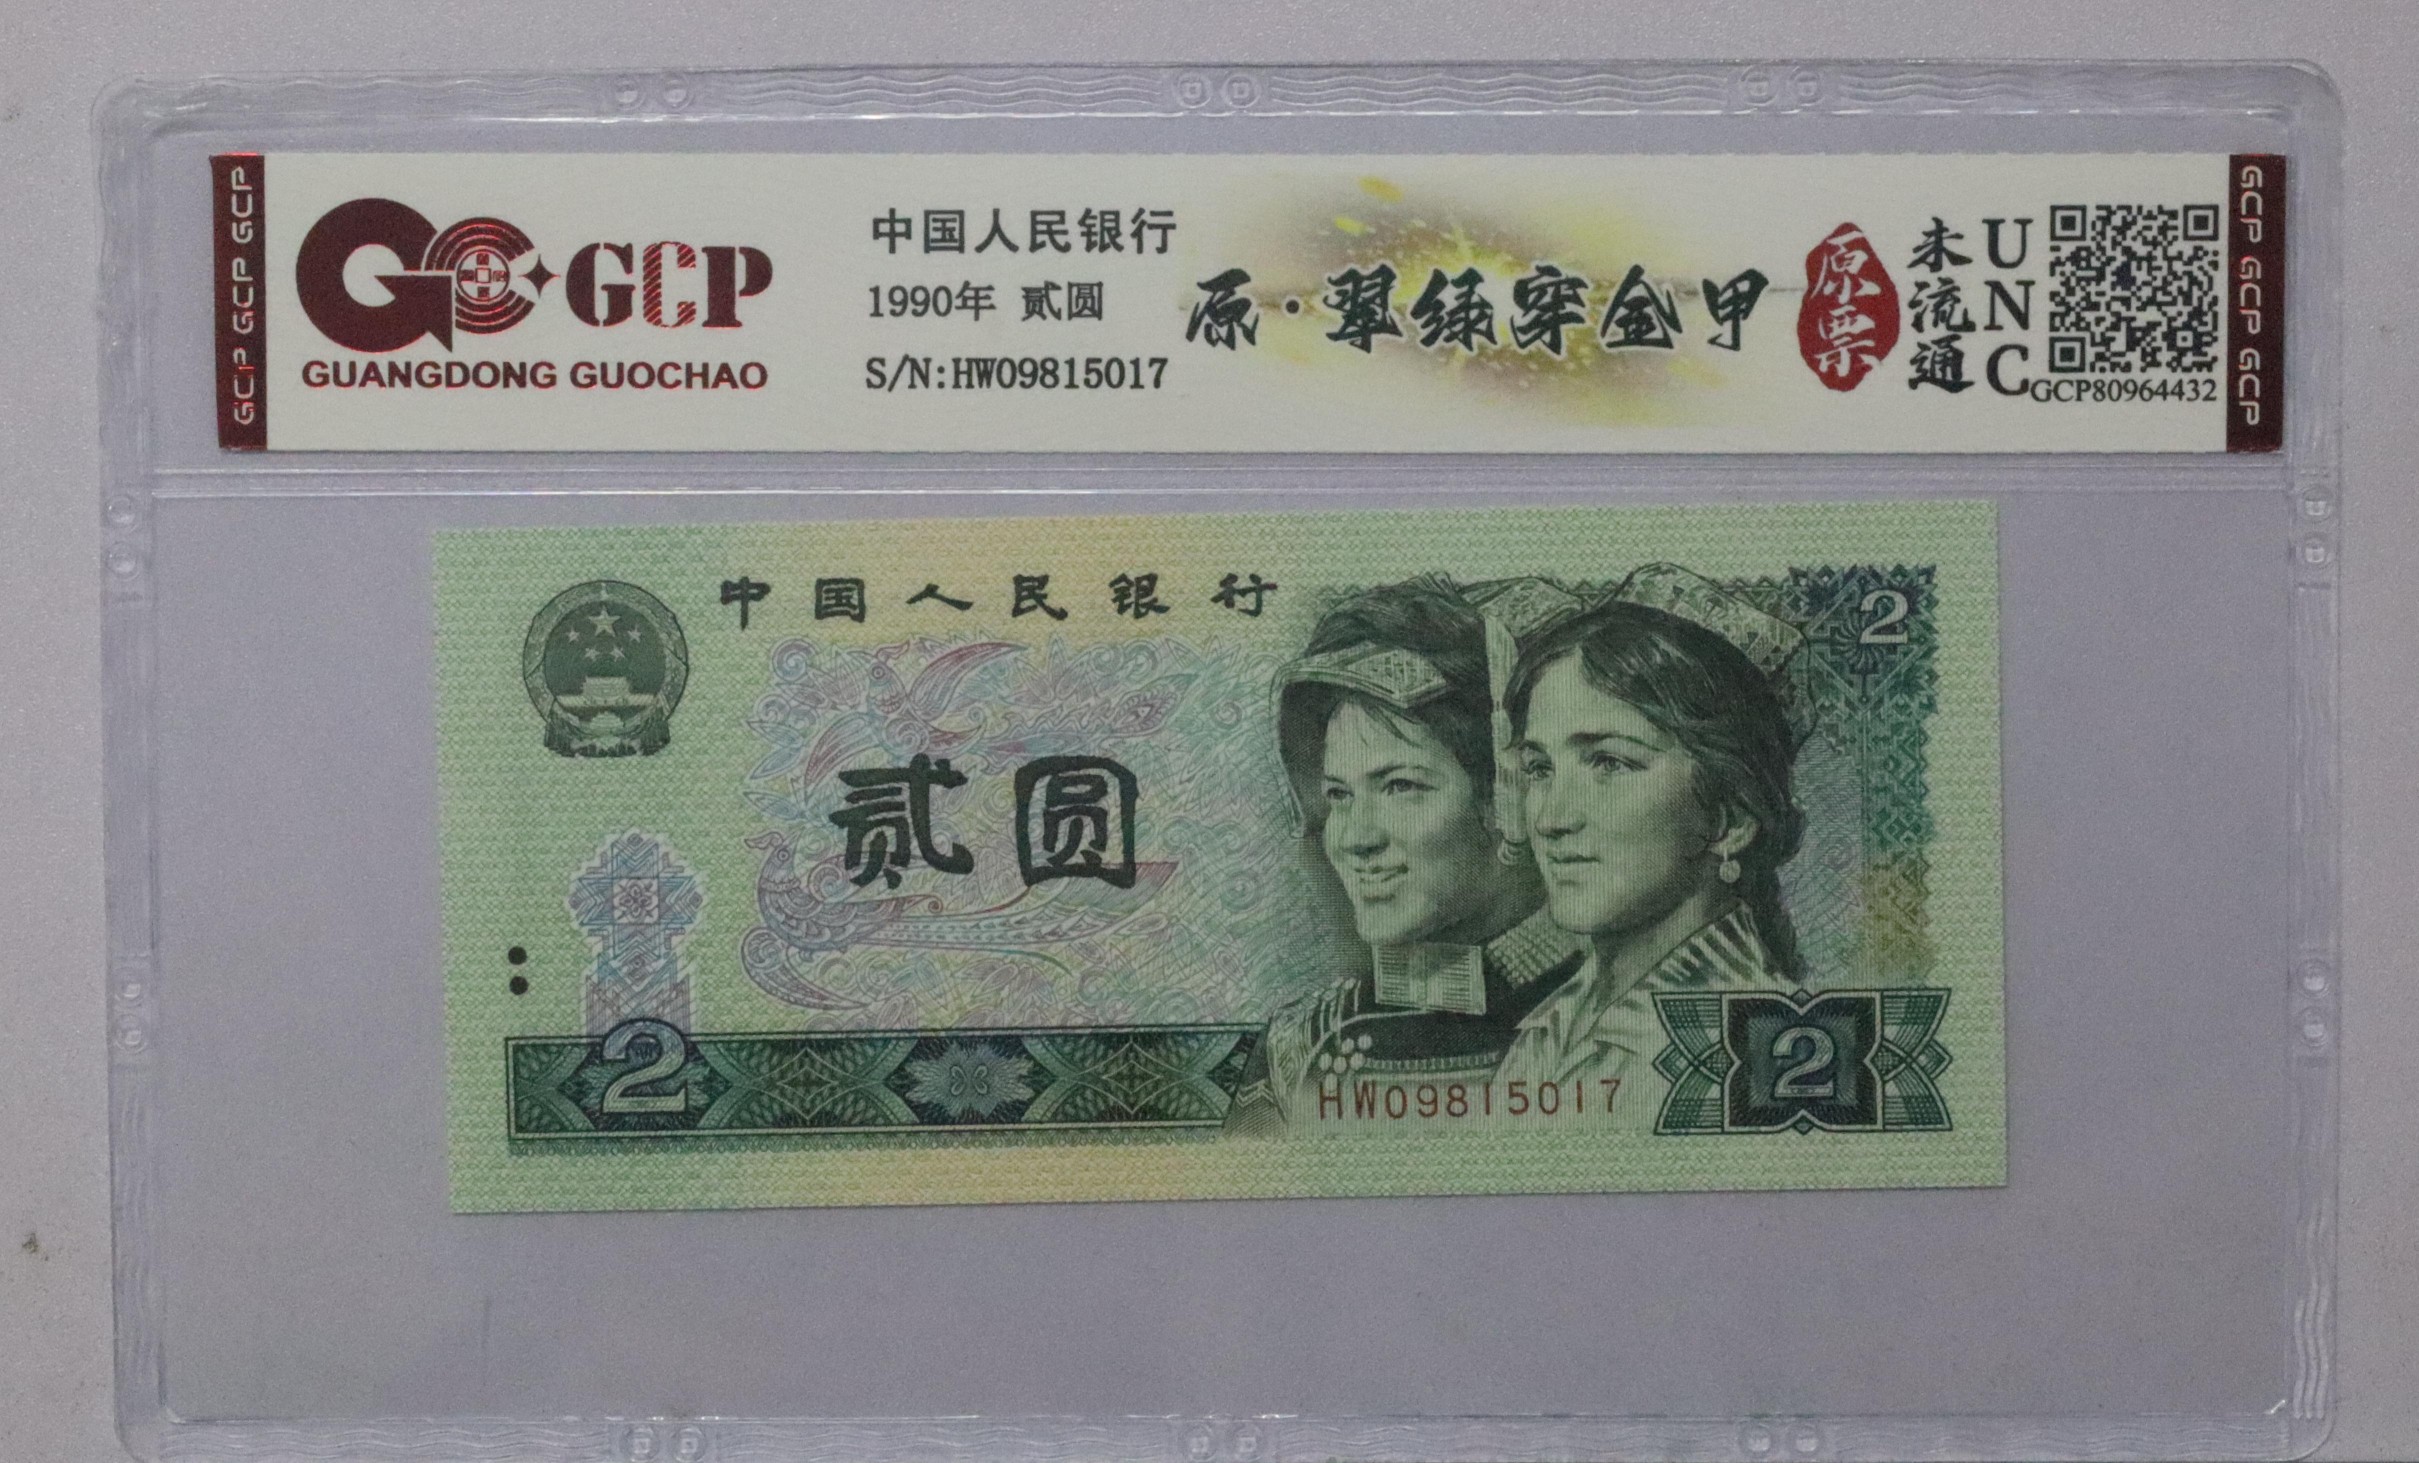 GCP GCP GCP
GCP
GUANGDONG GUOCHAO
中国人民银行
1990年 贰圆
S/N:HW09815017
原·翠绿穿金甲
原票
未流通
UNC
GCP80964432
GCP GCP GCP
中国人民银行
2
贰圆
2
HW09815017
2